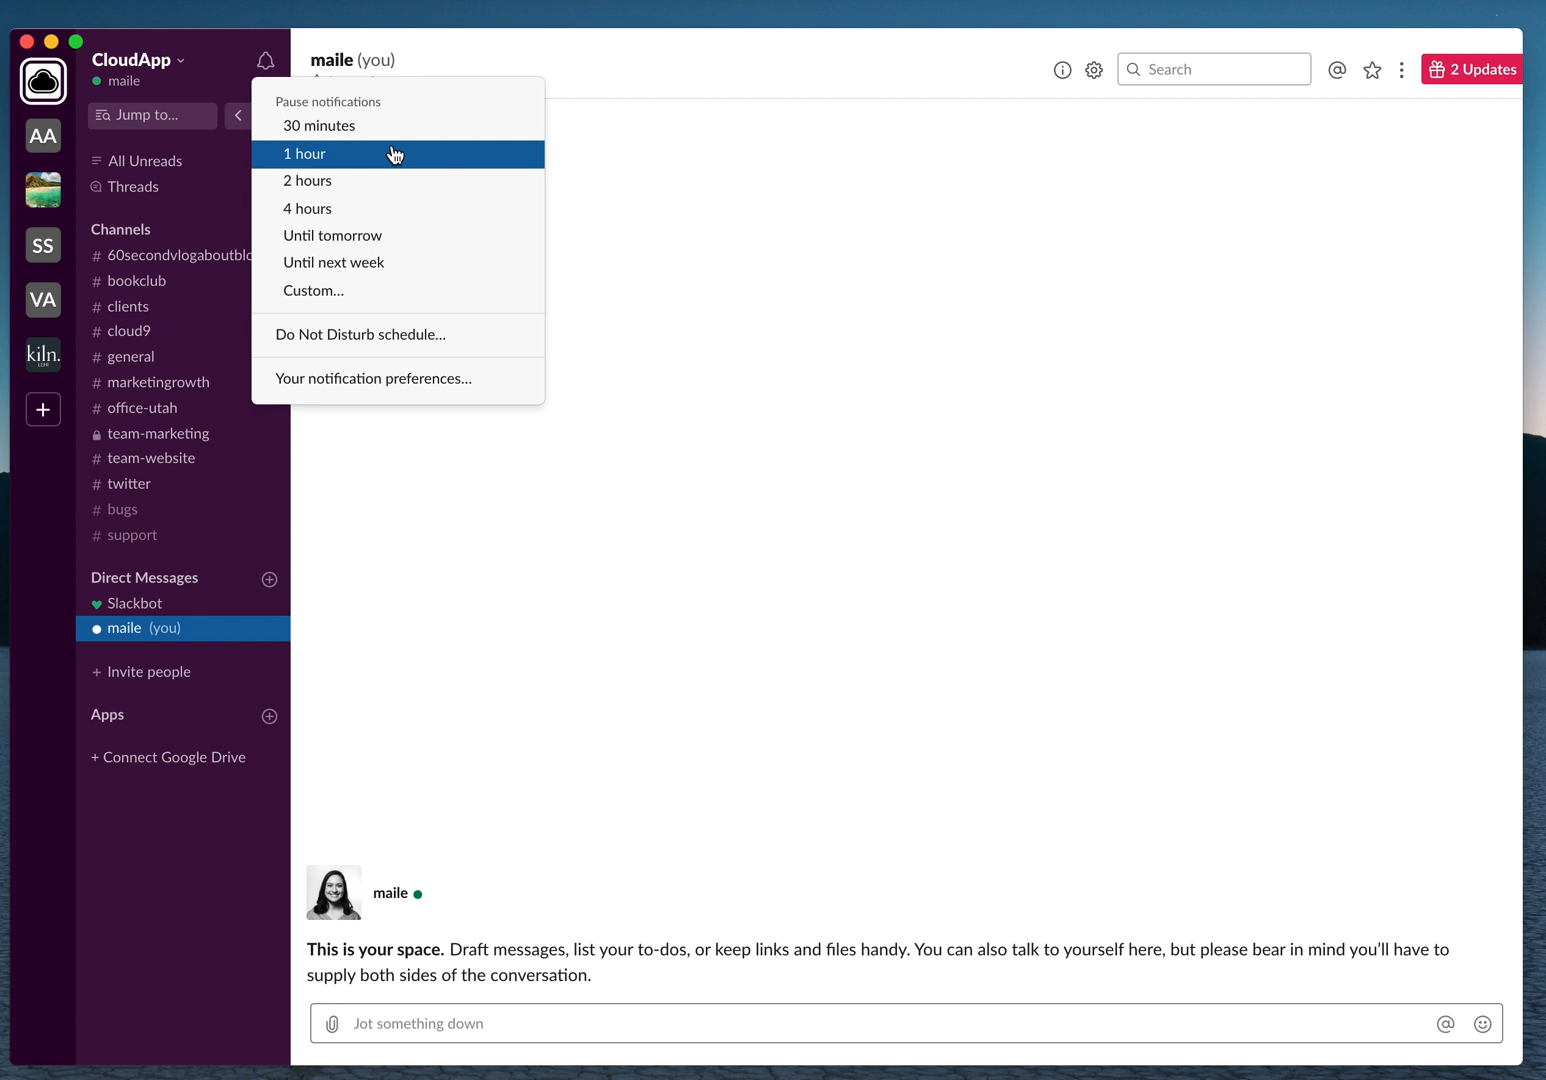 CloudApp
maile
Jump to...
All Unreads
Threads
Channels
# 60secondvlogaboutblo
# bookclub
# clients
# cloud9
# general
# marketingrowth
# office-utah
team-marketing
# team-website
# twitter
# bugs
# support
Direct Messages
Slackbot
maile (you)
+ Invite people
Apps
+ Connect Google Drive
AA
SS
VA
kiln.
+
Pause notifications
30 minutes
1 hour
2 hours
4 hours
Until tomorrow
Until next week
Custom...
Do Not Disturb schedule...
Your notification preferences...
maile (you)
Search
2 Updates
maile
This is your space. Draft messages, list your to-dos, or keep links and files handy. You can also talk to yourself here, but please bear in mind you'll have to
supply both sides of the conversation.
Jot something down